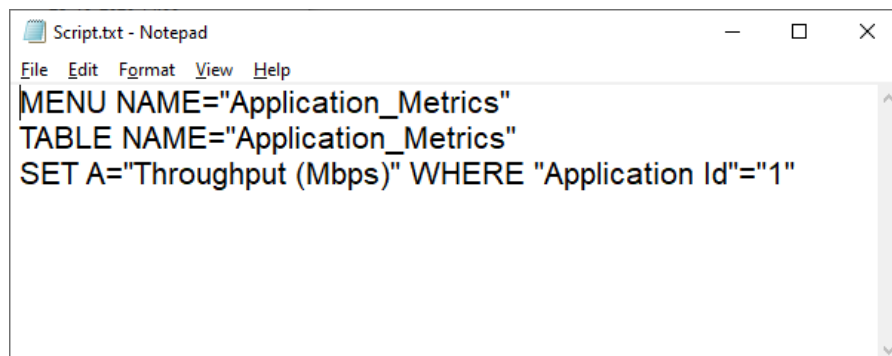 Script.txt - Notepad
File Edit Format View Help
MENU NAME="Application_Metrics"
TABLE NAME="Application_Metrics"
SET A="Throughput (Mbps)" WHERE "Application Id"="1"